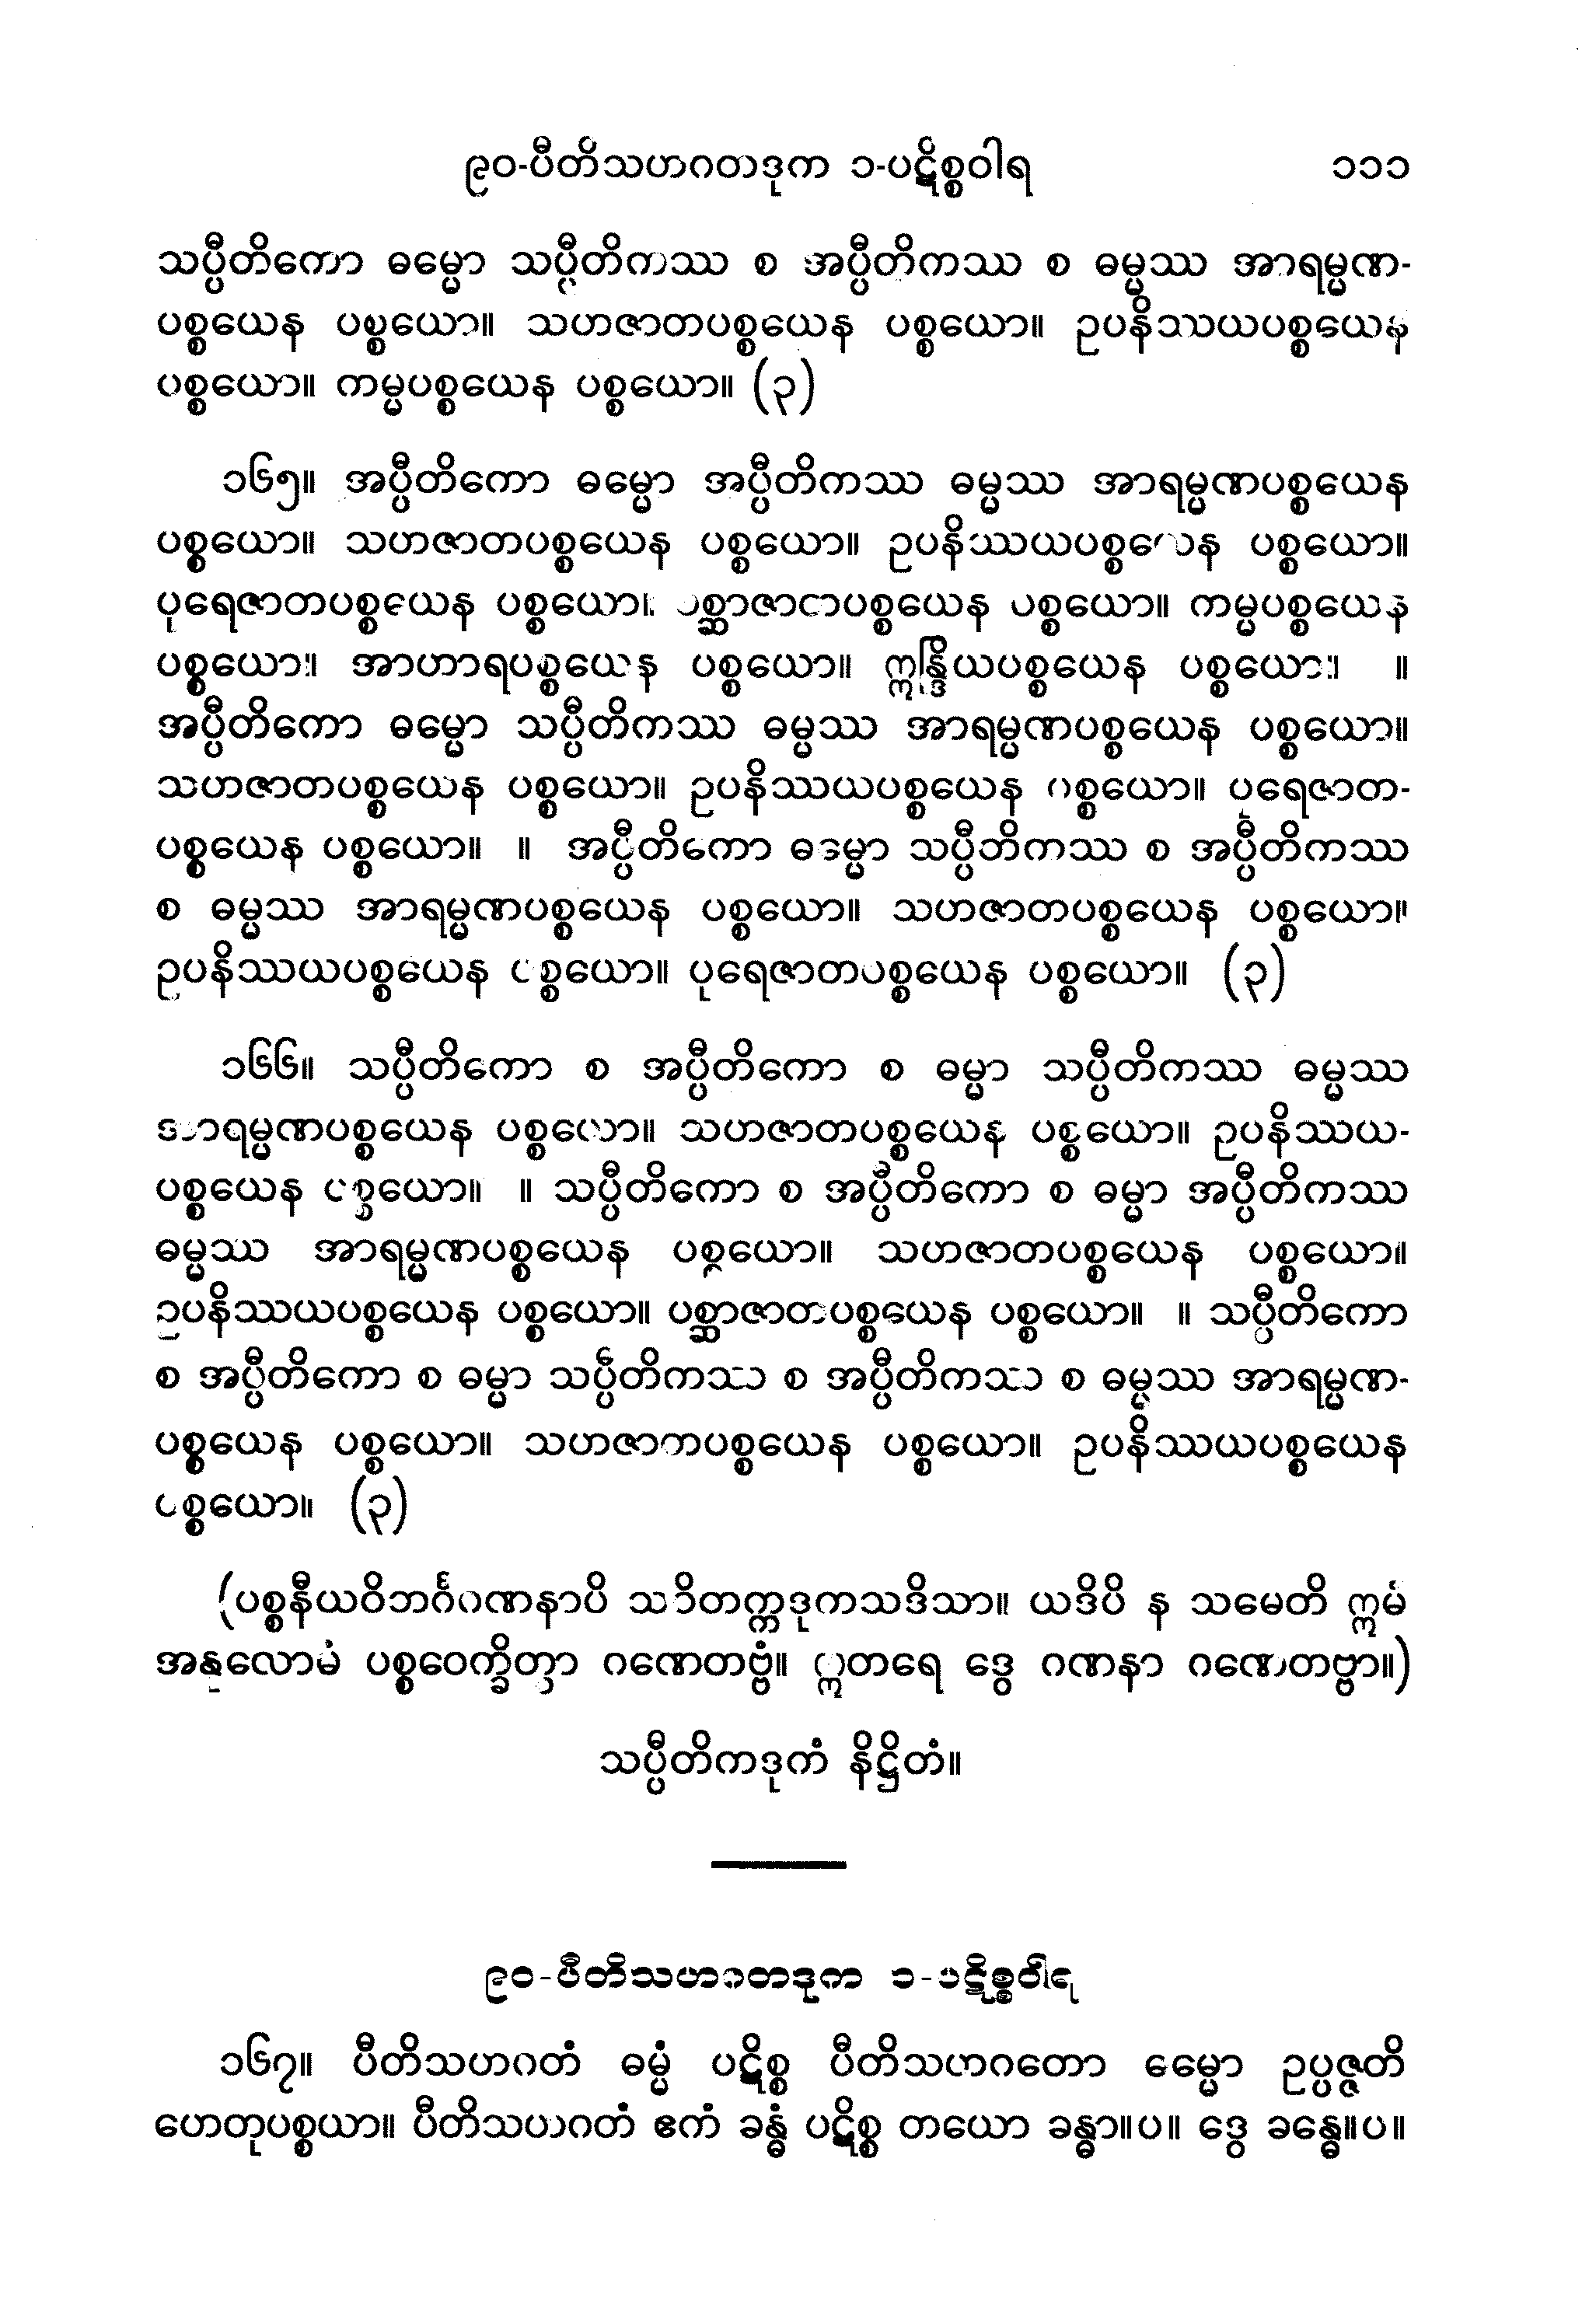 ၉၀-ပီတိသဟဂတဒုက ၁-ပဋိစ္စဝါရ ၁၁၁
သပ္ပီတိကော ဓမ္မော သပ္ပီတိကဿ စ အပ္ပီတိကဿ စ ဓမ္မဿ အာရမ္မဏ-
ပစ္စယေန ပစ္စယော။ သဟဇာတပစ္စယေန ပစ္စယော။ ဥပနိဿယပစ္စယေန
ပစ္စယော။ ကမ္မပစ္စယေန ပစ္စယော။ (၃)
၁၆၅။ အပ္ပီတိကော ဓမ္မော အပ္ပီတိကဿ ဓမ္မဿ အာရမ္မဏပစ္စယေန
ပစ္စယော။ သဟဇာတပစ္စယေန ပစ္စယော။ ဥပနိဿယပစ္စယေန ပစ္စယော။
ပုရေဇာတပစ္စယေန ပစ္စယော။ ပစ္ဆာဇာတပစ္စယေန ပစ္စယော။ ကမ္မပစ္စယေန
ပစ္စယော။ အာဟာရပစ္စယေန ပစ္စယော။ ဣန္ဒြိယပစ္စယေန ပစ္စယော။ ။
အပ္ပီတိကော ဓမ္မော သပ္ပီတိကဿ ဓမ္မဿ အာရမ္မဏပစ္စယေန ပစ္စယော။
သဟဇာတပစ္စယေန ပစ္စယော။ ဥပနိဿယပစ္စယေန ပစ္စယော။ ပုရေဇာတ-
ပစ္စယေန ပစ္စယော။ ။ အပ္ပီတိကော ဓမ္မော သပ္ပီတိကဿ စ အပ္ပီတိကဿ
စ ဓမ္မဿ အာရမ္မဏပစ္စယေန ပစ္စယော။ သဟဇာတပစ္စယေန ပစ္စယော။
ဥပနိဿယပစ္စယေန ပစ္စယော။ ပုရေဇာတပစ္စယေန ပစ္စယော။ (၃)
၁၆၆။ သပ္ပီတိကော စ အပ္ပီတိကော စ ဓမ္မာ သပ္ပီတိကဿ ဓမ္မဿ
အာရမ္မဏပစ္စယေန ပစ္စယော။ သဟဇာတပစ္စယေန ပစ္စယော။ ဥပနိဿယ-
ပစ္စယေန ပစ္စယော။ ။ သပ္ပီတိကော စ အပ္ပီတိကော စ ဓမ္မာ အပ္ပီတိကဿ
ဓမ္မဿ အာရမ္မဏပစ္စယေန ပစ္စယော။ သဟဇာတပစ္စယေန ပစ္စယော။
ဥပနိဿယပစ္စယေန ပစ္စယော။ ပစ္ဆာဇာတပစ္စယေန ပစ္စယော။ ။ သပ္ပီတိကော
စ အပ္ပီတိကော စ ဓမ္မာ သပ္ပီတိကဿ စ အပ္ပီတိကဿ စ ဓမ္မဿ အာရမ္မဏ-
ပစ္စယေန ပစ္စယော။ သဟဇာတပစ္စယေန ပစ္စယော။ ဥပနိဿယပစ္စယေန
ပစ္စယော။ (၃)
(ပစ္စနီယဝိဘင်္ဂဂဏနာပိ သဝိတက္ကဒုကသဒိသာ။ ယဒိပိ န သမေတိ ဣမံ
အနုလောမံ ပစ္စဝေက္ခိတွာ ဂဏေတဗ္ဗံ။ ဣတရေ ဒွေ ဂဏနာ ဂဏေတဗ္ဗာ။)
သပ္ပီတိကဒုကံ နိဋ္ဌိတံ။
၉၀-ပီတိသဟဂတဒုက ၁-ပဋိစ္စဝါရ
၁၆၇။ ပီတိသဟဂတံ ဓမ္မံ ပဋိစ္စ ပီတိသဟဂတော ဓမ္မော ဥပ္ပဇ္ဇတိ
ဟေတုပစ္စယာ။ ပီတိသဟဂတံ ဧကံ ခန္ဓံ ပဋိစ္စ တယော ခန္ဓာ။ပ။ ဒွေ ခန္ဓေ။ပ။